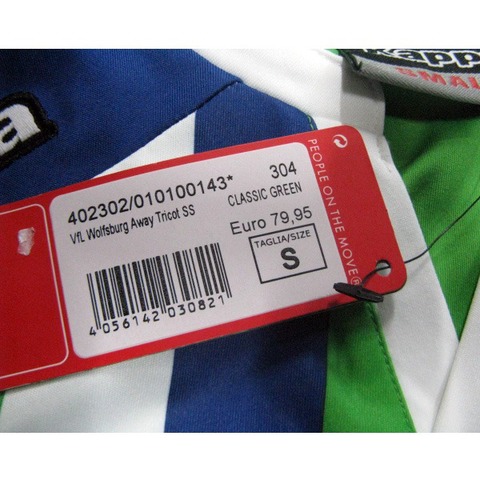 Kappa
SMALL
a
402302/010100143*
304
VfL Wolfsburg Away Tricot SS
CLASSIC GREEN
Euro 79,95
TAGLIA/SIZE
S
4 056142 030821
PEOPLE ON THE MOVE®